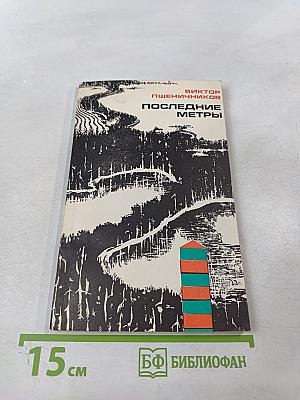 ВИКТОР
ПШЕНИЧНИКОВ
ПОСЛЕДНИЕ
МЕТРЫ
15 см
БФ БИБЛИОФАН